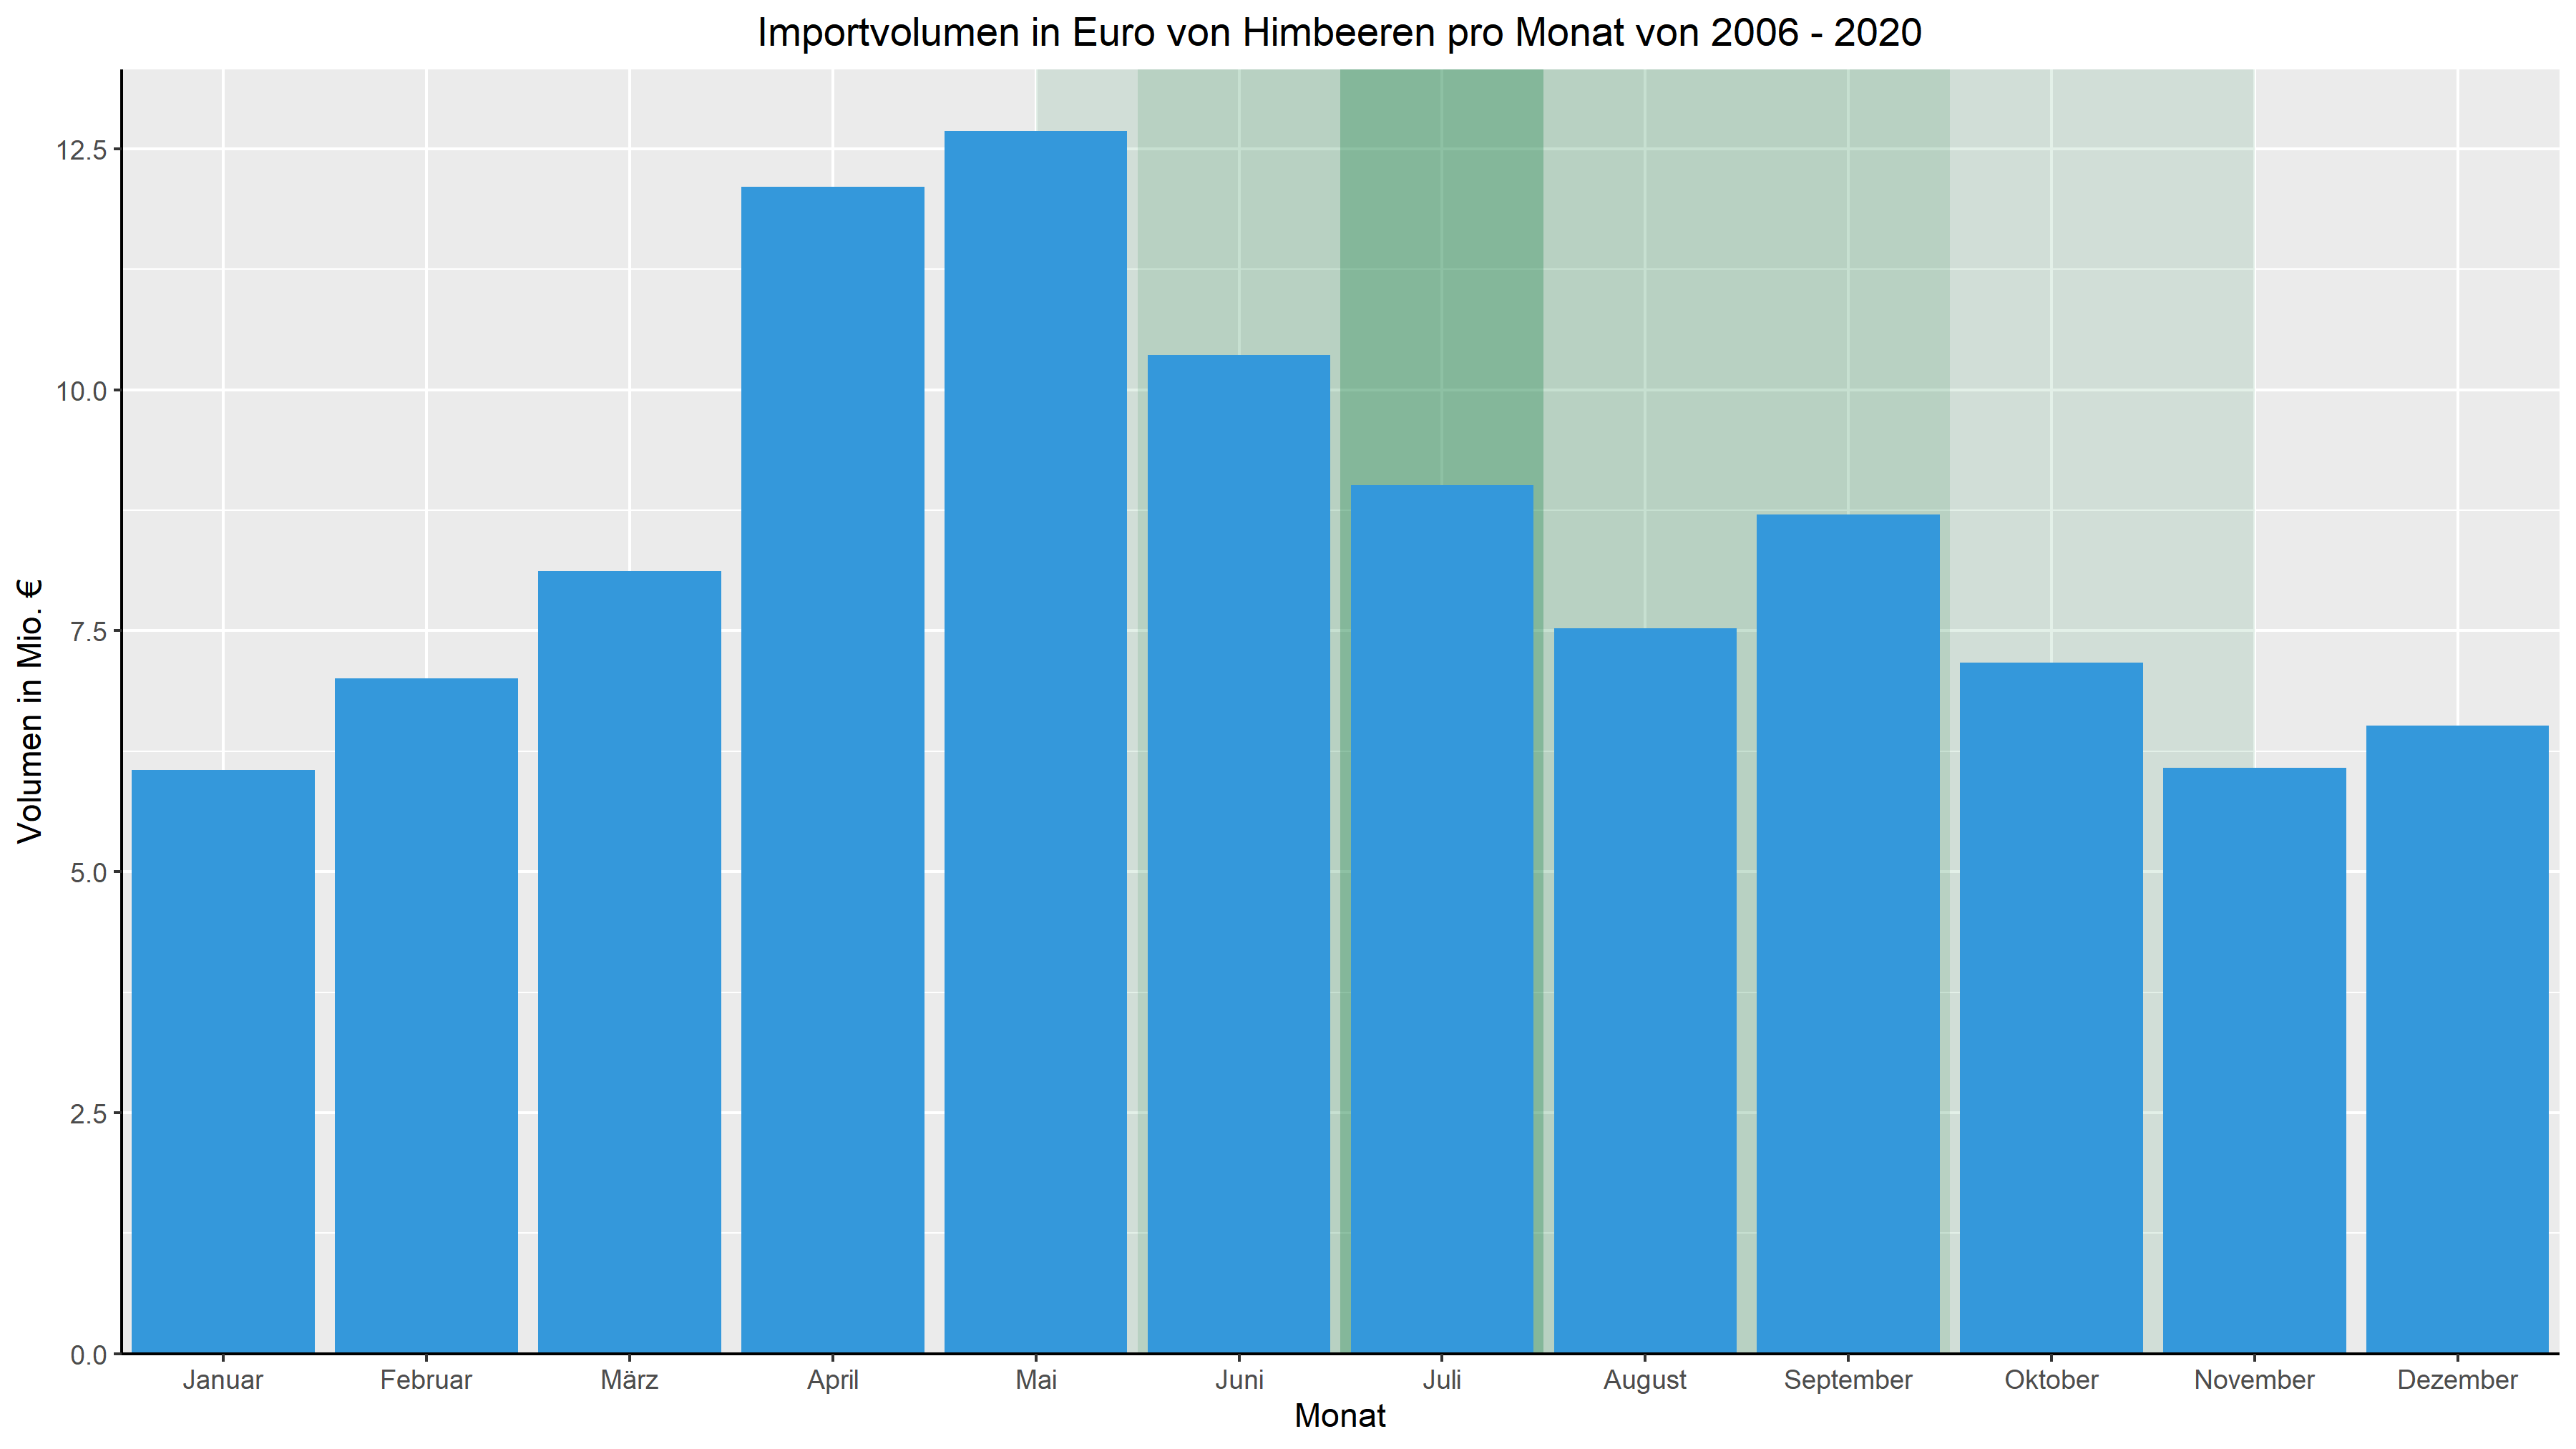 Importvolumen in Euro von Himbeeren pro Monat von 2006 - 2020
Volumen in Mio. €
12.5
10.0
7.5
5.0
2.5
0.0
Januar Februar März April Mai Juni Juli August September Oktober November Dezember
Monat